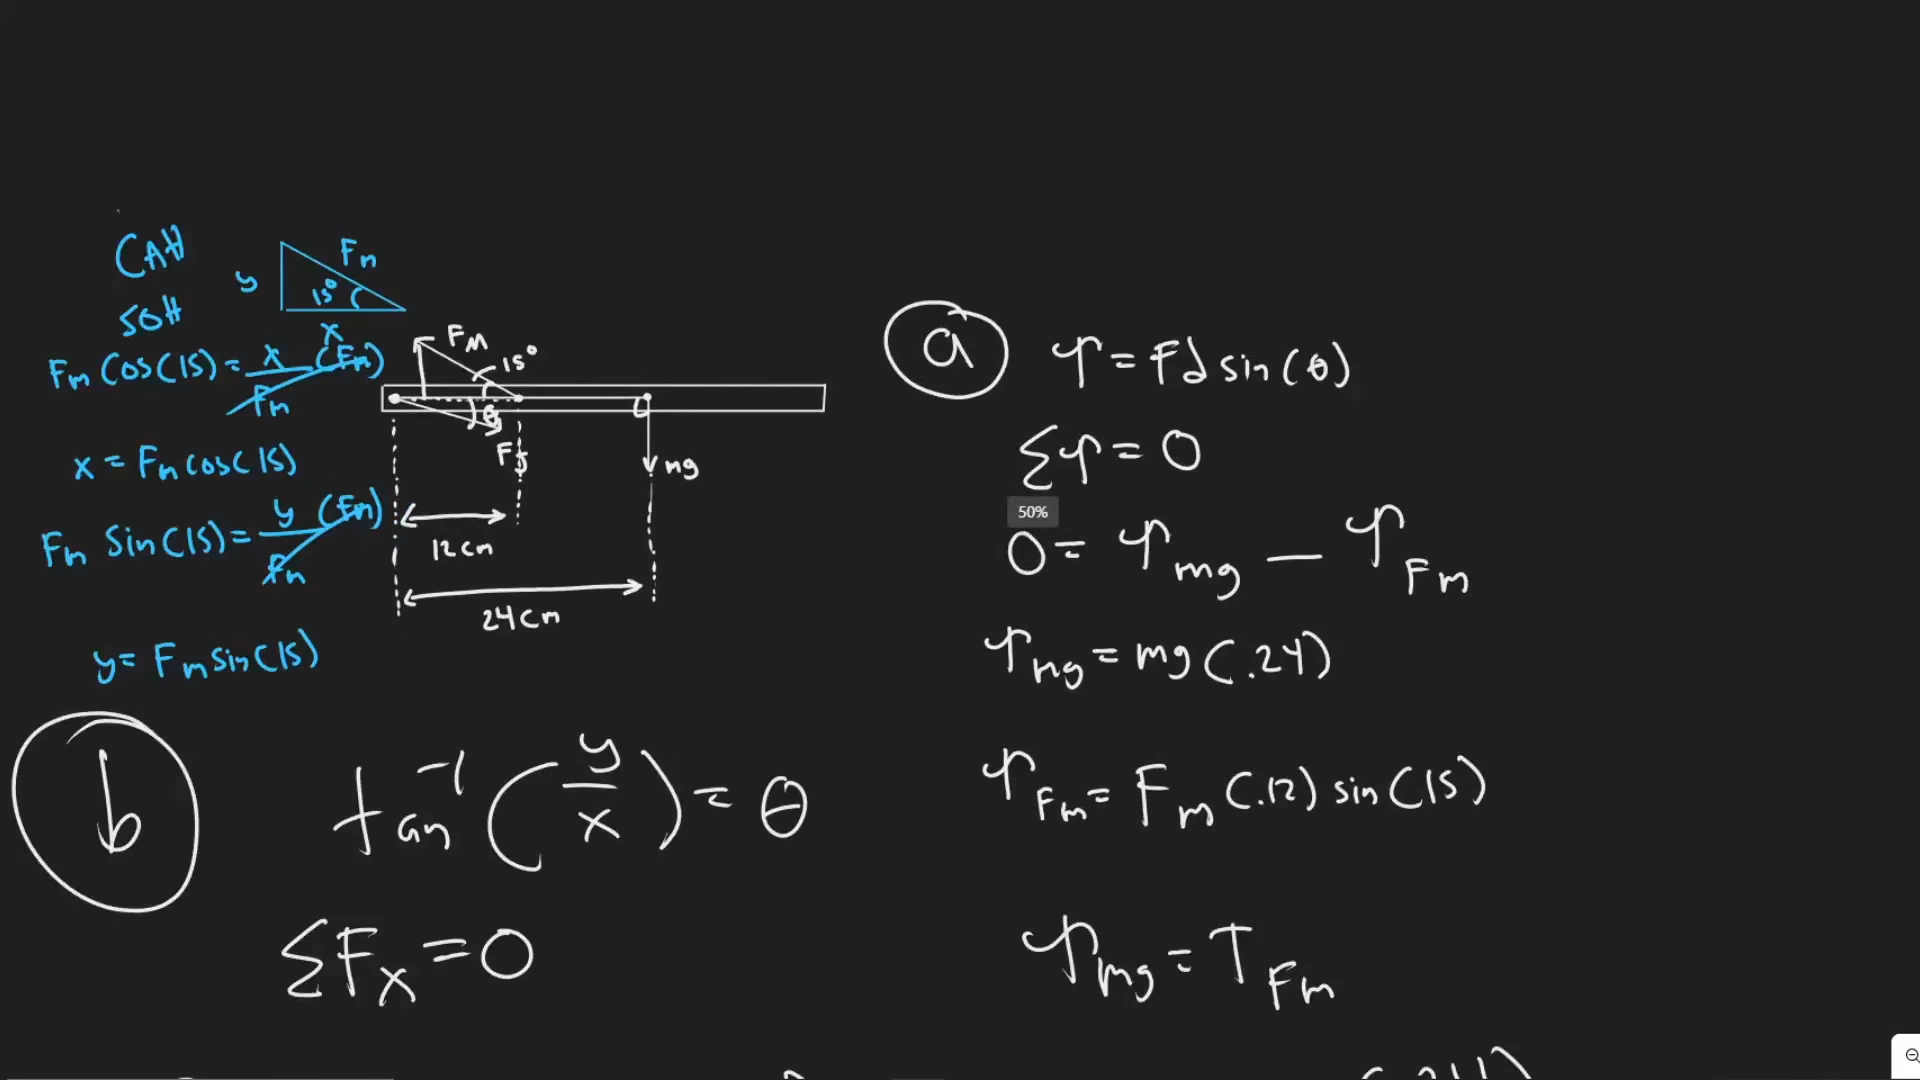 CAH
SOH
y
Fm
15°
x
Fm Cos(15) = x/Fm (Fm)
x = Fm cos(15)
Fm Sin(15) = y/Fm (Fm)
y = Fm sin(15)
FM
15°
θ
FJ
mg
12cm
24cm
a
τ = Fd sin(θ)
Στ = 0
50%
0 = τmg — τFm
τmg = mg(.24)
τFm = Fm(.12) sin(15)
τmg = τFm
b
tan⁻¹(y/x) = θ
ΣFx = 0